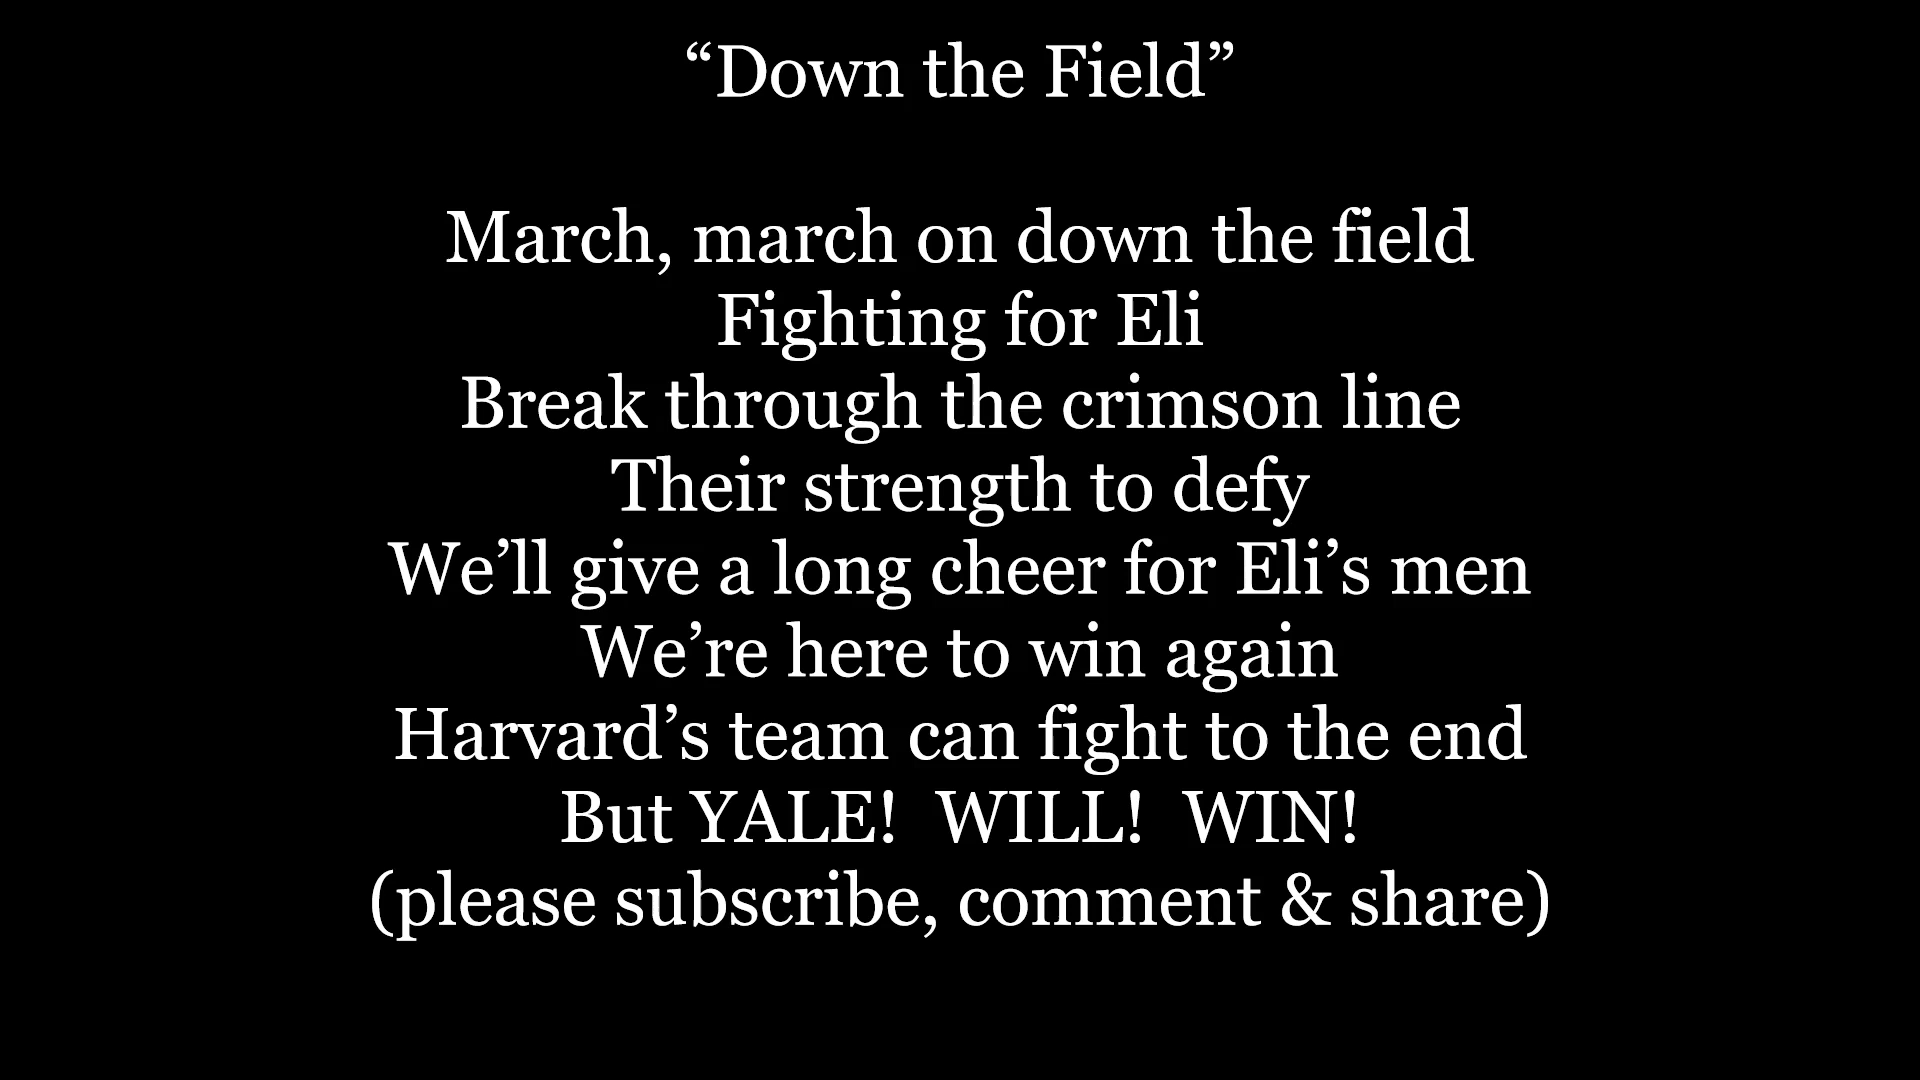 “Down the Field”
March, march on down the field
Fighting for Eli
Break through the crimson line
Their strength to defy
We’ll give a long cheer for Eli’s men
We’re here to win again
Harvard’s team can fight to the end
But YALE!  WILL!  WIN!
(please subscribe, comment & share)